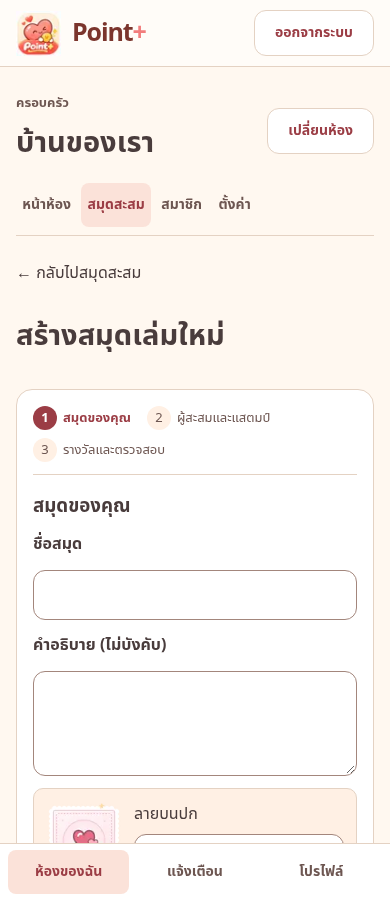 Point+
Point+
ออกจากระบบ
ครอบครัว
บ้านของเรา
เปลี่ยนห้อง
หน้าห้อง
สมุดสะสม
สมาชิก
ตั้งค่า
← กลับไปสมุดสะสม
สร้างสมุดเล่มใหม่
1 สมุดของคุณ
2 ผู้สะสมและแสตมป์
3 รางวัลและตรวจสอบ
สมุดของคุณ
ชื่อสมุด
คำอธิบาย (ไม่บังคับ)
ลายบนปก
ห้องของฉัน
แจ้งเตือน
โปรไฟล์